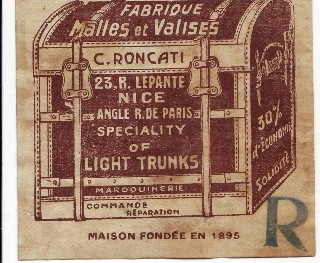 FABRIQUE
Malles et Valises
C. RONCATI
23, R. LEPANTE
NICE
ANGLE R. DE PARIS
SPECIALITY
OF
LIGHT TRUNKS
MAROQUINERIE
COMMANDE
RÉPARATION
30%
d'ÉCONOMIE
SOLIDITÉ
R
MAISON FONDÉE EN 1895